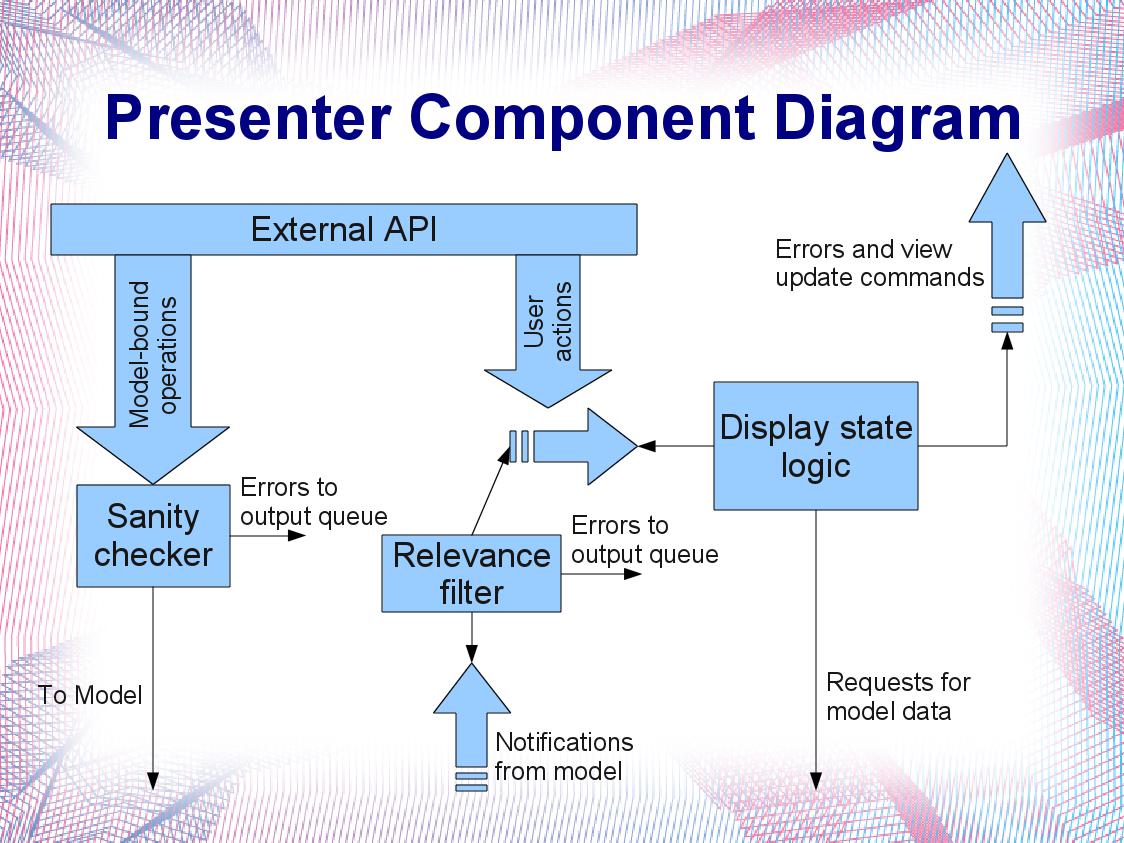 Presenter Component Diagram
External API
Errors and view
update commands
Model-bound
operations
User
actions
Display state
logic
Sanity
checker
Errors to
output queue
Relevance
filter
Errors to
output queue
To Model
Notifications
from model
Requests for
model data